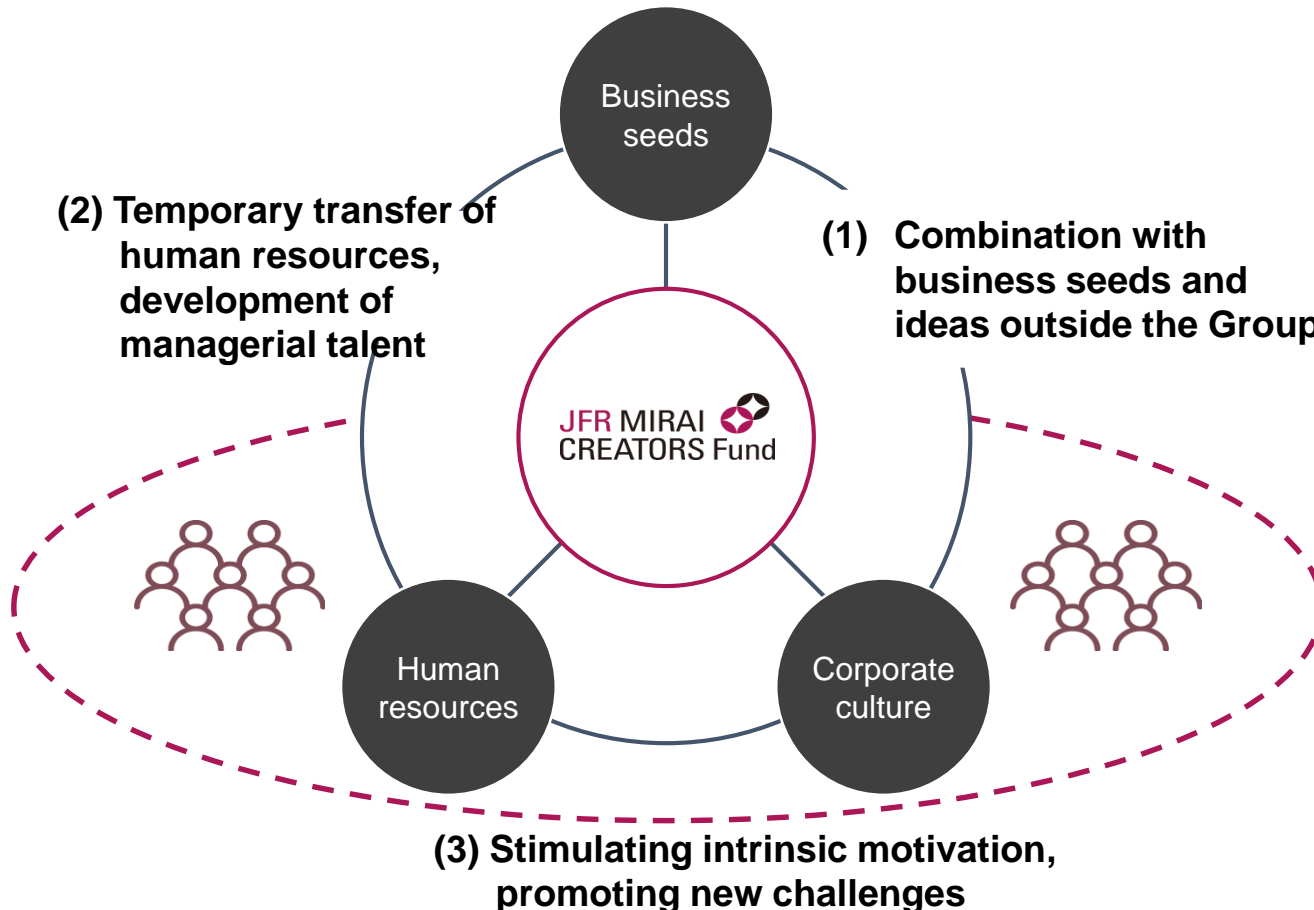 Business
seeds
(2) Temporary transfer of
human resources,
development of
managerial talent
(1) Combination with
business seeds and
ideas outside the Group
JFR MIRAI
CREATORS Fund
Human
resources
Corporate
culture
(3) Stimulating intrinsic motivation,
promoting new challenges